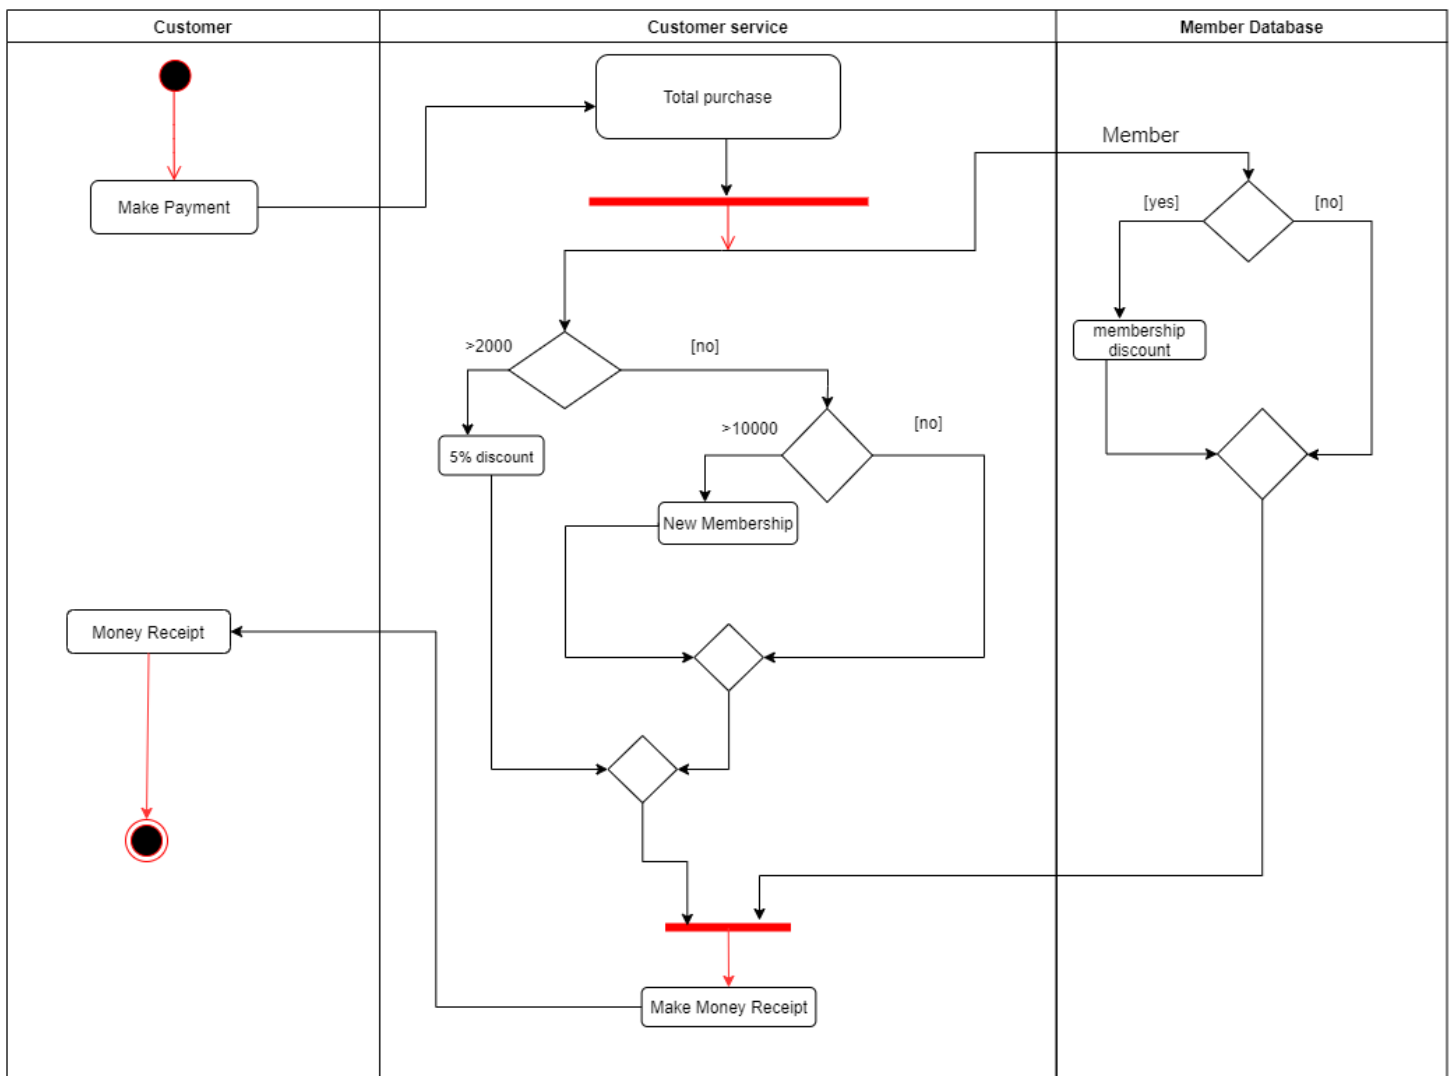 Customer
Customer service
Member Database
Total purchase
Member
Make Payment
[yes]
[no]
membership
discount
>2000
[no]
>10000
[no]
5% discount
New Membership
Money Receipt
Make Money Receipt